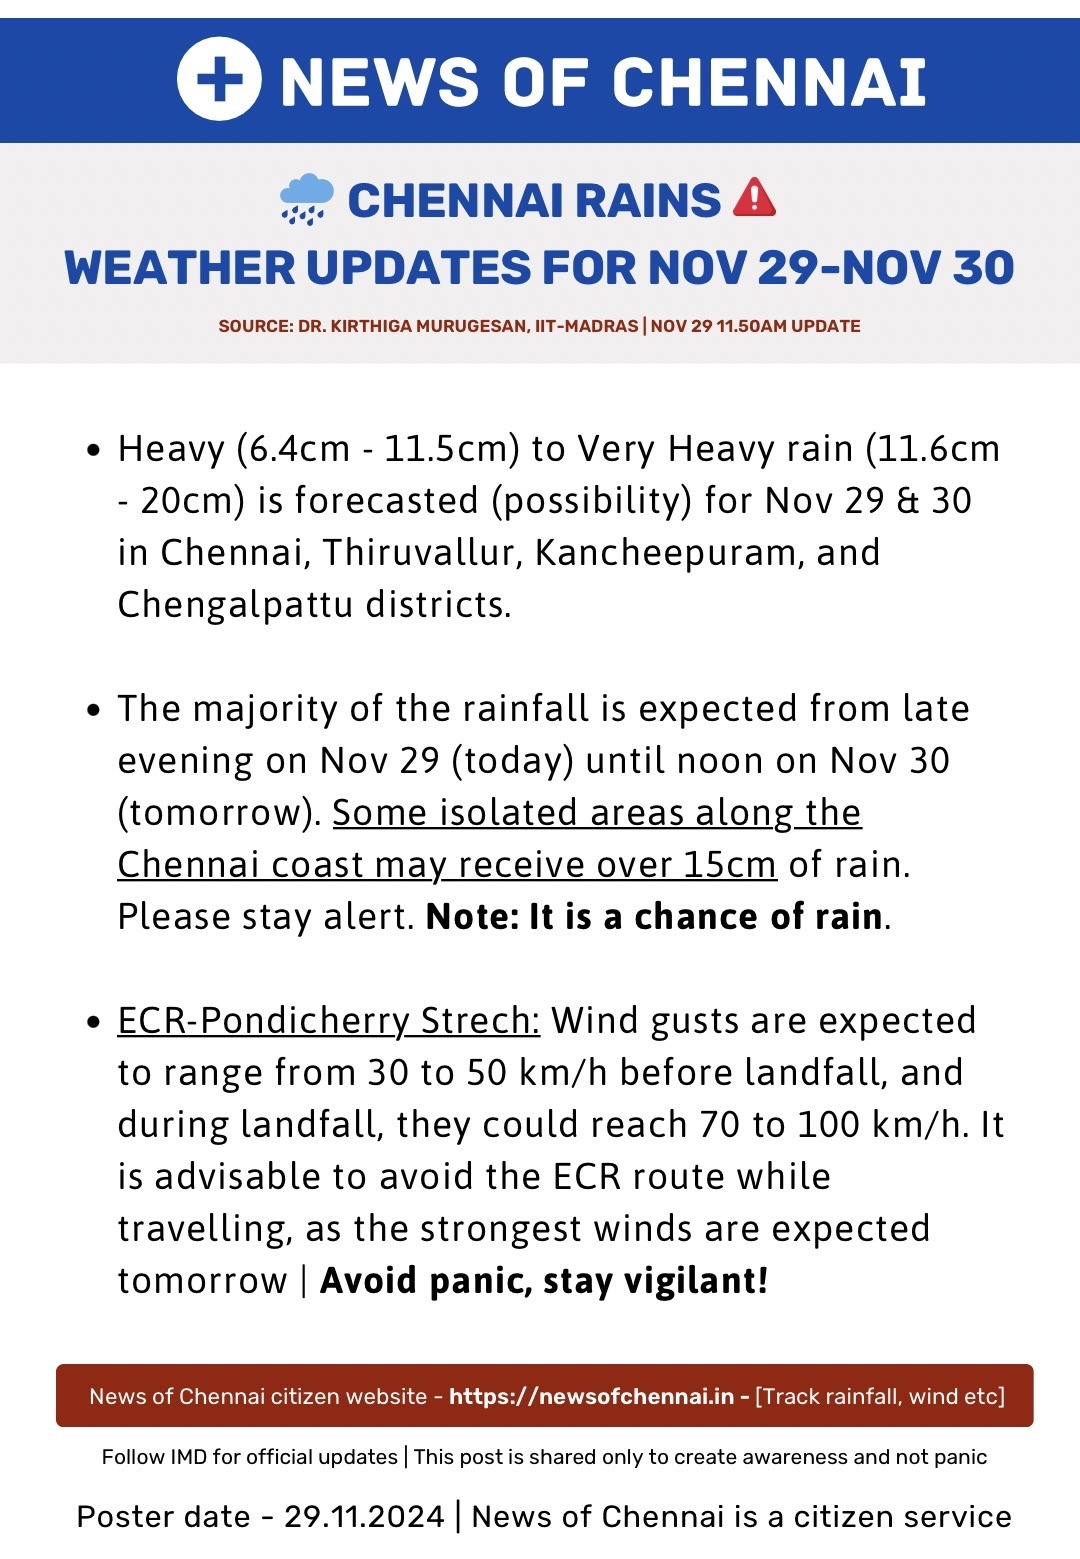 NEWS OF CHENNAI
CHENNAI RAINS
WEATHER UPDATES FOR NOV 29-NOV 30
SOURCE: DR. KIRTHIGA MURUGESAN, IIT-MADRAS | NOV 29 11.50AM UPDATE
• Heavy (6.4cm - 11.5cm) to Very Heavy rain (11.6cm
- 20cm) is forecasted (possibility) for Nov 29 & 30
in Chennai, Thiruvallur, Kancheepuram, and
Chengalpattu districts.
• The majority of the rainfall is expected from late
evening on Nov 29 (today) until noon on Nov 30
(tomorrow). Some isolated areas along the
Chennai coast may receive over 15cm of rain.
Please stay alert. Note: It is a chance of rain.
• ECR-Pondicherry Strech: Wind gusts are expected
to range from 30 to 50 km/h before landfall, and
during landfall, they could reach 70 to 100 km/h. It
is advisable to avoid the ECR route while
travelling, as the strongest winds are expected
tomorrow | Avoid panic, stay vigilant!
News of Chennai citizen website - https://newsofchennai.in - [Track rainfall, wind etc]
Follow IMD for official updates | This post is shared only to create awareness and not panic
Poster date - 29.11.2024 | News of Chennai is a citizen service